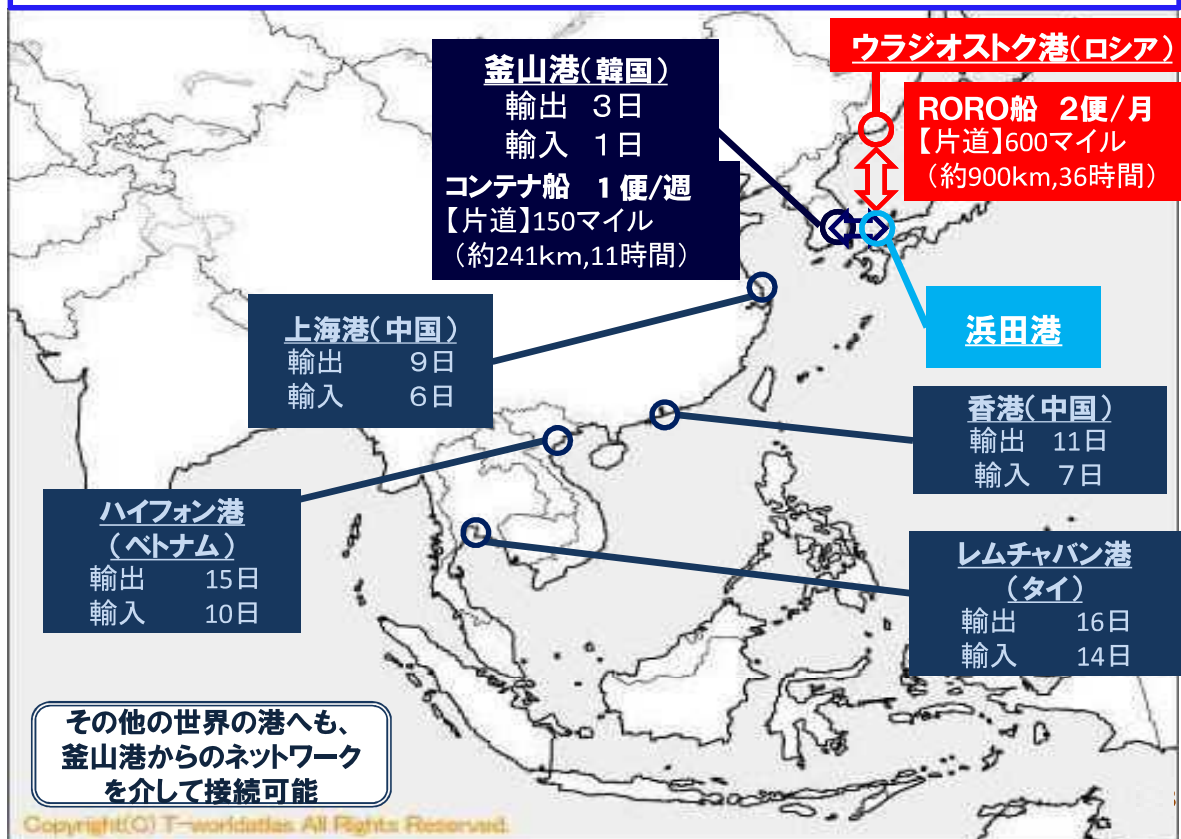 ウラジオストク港(ロシア)
RORO船 2便/月
【片道】600マイル
(約900km,36時間)
釜山港(韓国)
輸出 3日
輸入 1日
コンテナ船 1便/週
【片道】150マイル
(約241km,11時間)
浜田港
上海港(中国)
輸出 9日
輸入 6日
香港(中国)
輸出 11日
輸入 7日
ハイフォン港
(ベトナム)
輸出 15日
輸入 10日
レムチャバン港
(タイ)
輸出 16日
輸入 14日
その他の世界の港へも、
釜山港からのネットワーク
を介して接続可能
Copyright(C) T-worldatlas All Rights Reserved.